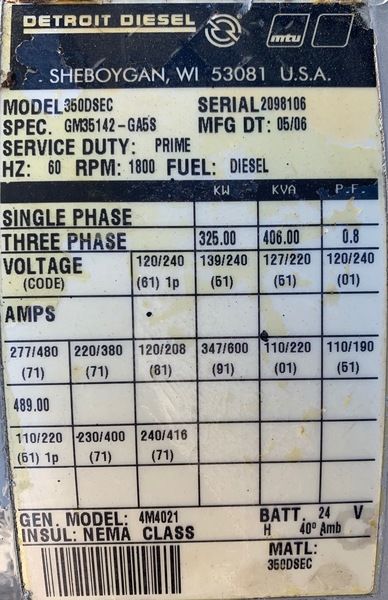 DETROIT DIESEL mtu
SHEBOYGAN, WI 53081 U.S.A.
MODEL 350DSEC SERIAL 2098106
SPEC. GM35142-GA5S MFG DT: 05/06
SERVICE DUTY: PRIME
HZ: 60 RPM: 1800 FUEL: DIESEL
KW KVA P.F.
SINGLE PHASE
THREE PHASE 325.00 406.00 0.8
VOLTAGE 120/240 139/240 127/220 120/240
(CODE) (61) 1p (51) (51) (01)
AMPS
277/480 220/380 120/208 347/600 110/220 110/190
(71) (71) (81) (91) (01) (51)
489.00
110/220 230/400 240/416
(61) 1p (71) (71)
GEN. MODEL: 4M4021 BATT. 24 V
INSUL: NEMA CLASS H 40° Amb
MATL:
350DSEC